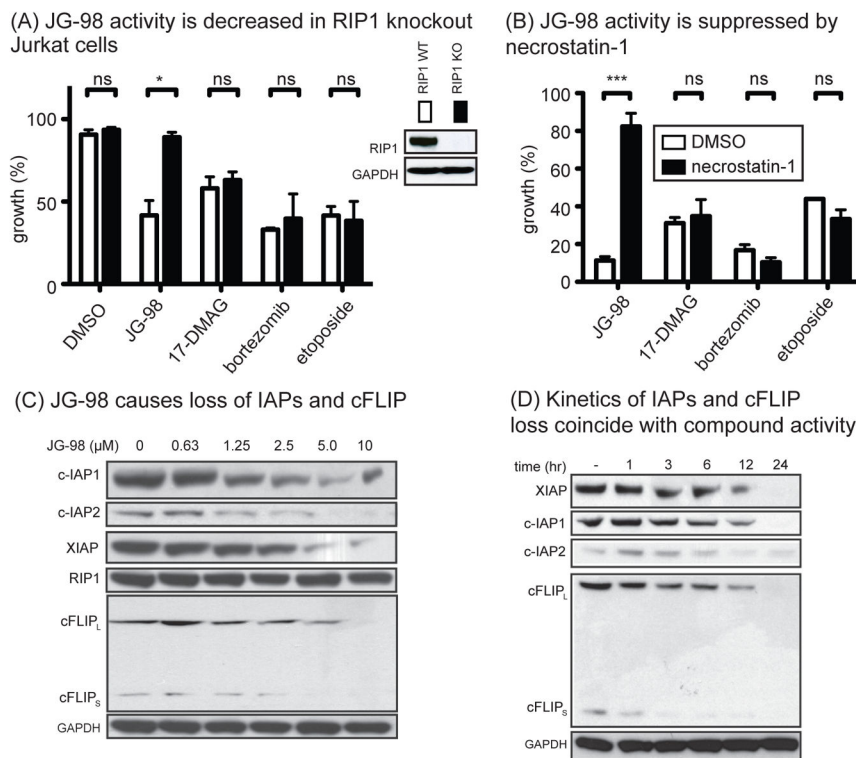 (A) JG-98 activity is decreased in RIP1 knockout
Jurkat cells
ns
*
ns
ns
ns
growth (%)
100
50
0
DMSO
JG-98
17-DMAG
bortezomib
etoposide
RIP1 WT
RIP1 KO
RIP1
GAPDH
(B) JG-98 activity is suppressed by
necrostatin-1
***
ns
ns
ns
growth (%)
100
80
60
40
20
0
DMSO
necrostatin-1
JG-98
17-DMAG
bortezomib
etoposide
(C) JG-98 causes loss of IAPs and cFLIP
JG-98 (µM) 0 0.63 1.25 2.5 5.0 10
c-IAP1
c-IAP2
XIAP
RIP1
cFLIPL
cFLIPS
GAPDH
(D) Kinetics of IAPs and cFLIP
loss coincide with compound activity
time (hr) - 1 3 6 12 24
XIAP
c-IAP1
c-IAP2
cFLIPL
cFLIPS
GAPDH